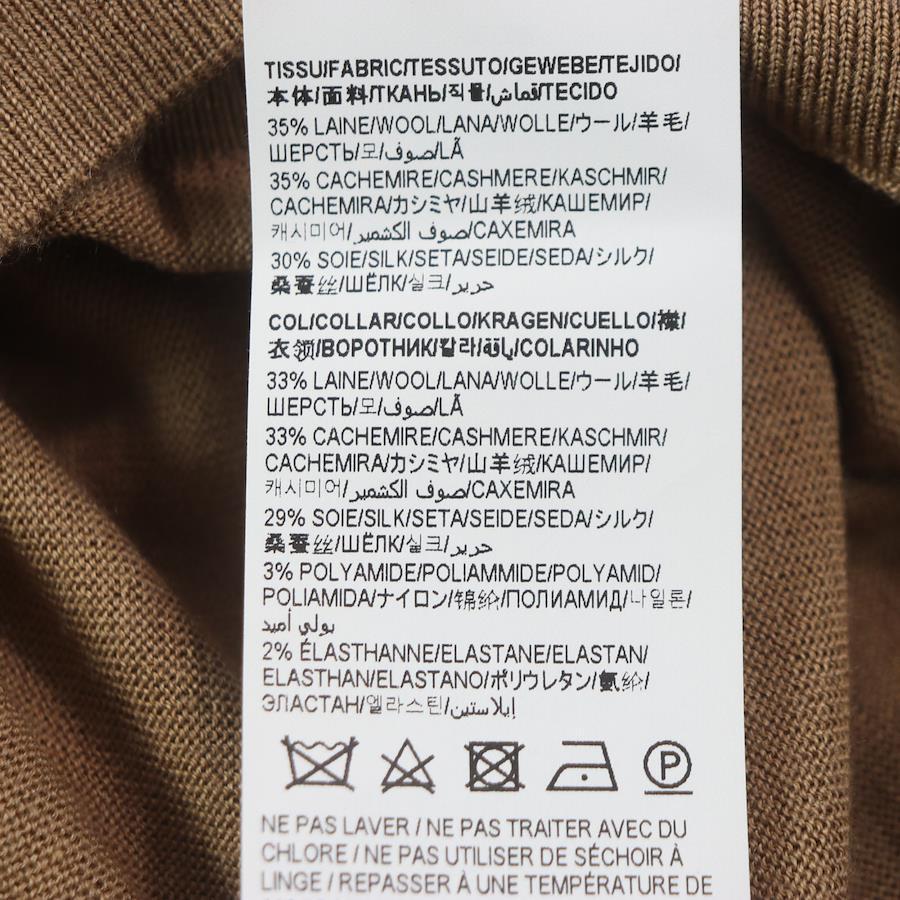 TISSU/FABRIC/TESSUTO/GEWEBE/TEJIDO/
本体/面料/ТКАНЬ/직물/قماش/TECIDO
35% LAINE/WOOL/LANA/WOLLE/ウール/羊毛/
ШЕРСТЬ/모/صوف/LÃ
35% CACHEMIRE/CASHMERE/KASCHMIR/
CACHEMIRA/カシミヤ/山羊绒/КАШЕМИР/
캐시미어/صوف الكشمير/CAXEMIRA
30% SOIE/SILK/SETA/SEIDE/SEDA/シルク/
桑蚕丝/ШЁЛК/실크/حرير
COL/COLLAR/COLLO/KRAGEN/CUELLO/襟/
衣领/ВОРОТНИК/칼라/ياقة/COLARINHO
33% LAINE/WOOL/LANA/WOLLE/ウール/羊毛/
ШЕРСТЬ/모/صوف/LÃ
33% CACHEMIRE/CASHMERE/KASCHMIR/
CACHEMIRA/カシミヤ/山羊绒/КАШЕМИР/
캐시미어/صوف الكشمير/CAXEMIRA
29% SOIE/SILK/SETA/SEIDE/SEDA/シルク/
桑蚕丝/ШЁЛК/실크/حرير
3% POLYAMIDE/POLIAMMIDE/POLYAMID/
POLIAMIDA/ナイロン/锦纶/ПОЛИАМИД/나일론/
بولي أميد
2% ÉLASTHANNE/ELASTANE/ELASTAN/
ELASTHAN/ELASTANO/ポリウレタン/氨纶/
ЭЛАСТАН/엘라스틴/إيلاستين
P
NE PAS LAVER / NE PAS TRAITER AVEC DU
CHLORE / NE PAS UTILISER DE SÉCHOIR À
LINGE / REPASSER À UNE TEMPÉRATURE DE